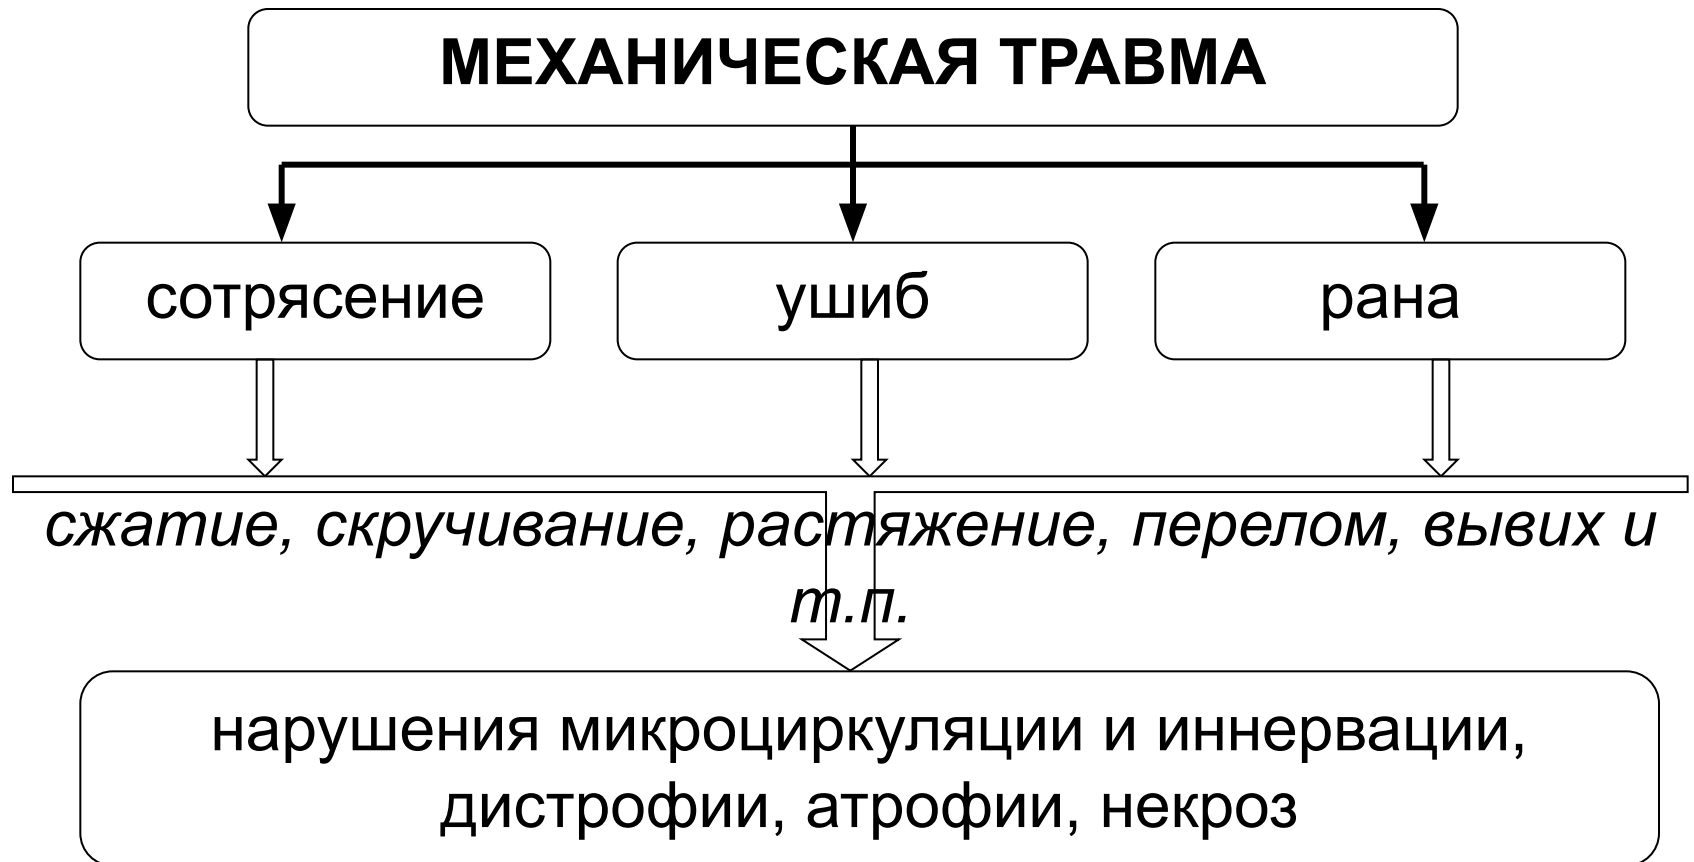 МЕХАНИЧЕСКАЯ ТРАВМА
сотрясение
ушиб
рана
сжатие, скручивание, растяжение, перелом, вывих и
т.п.
нарушения микроциркуляции и иннервации,
дистрофии, атрофии, некроз